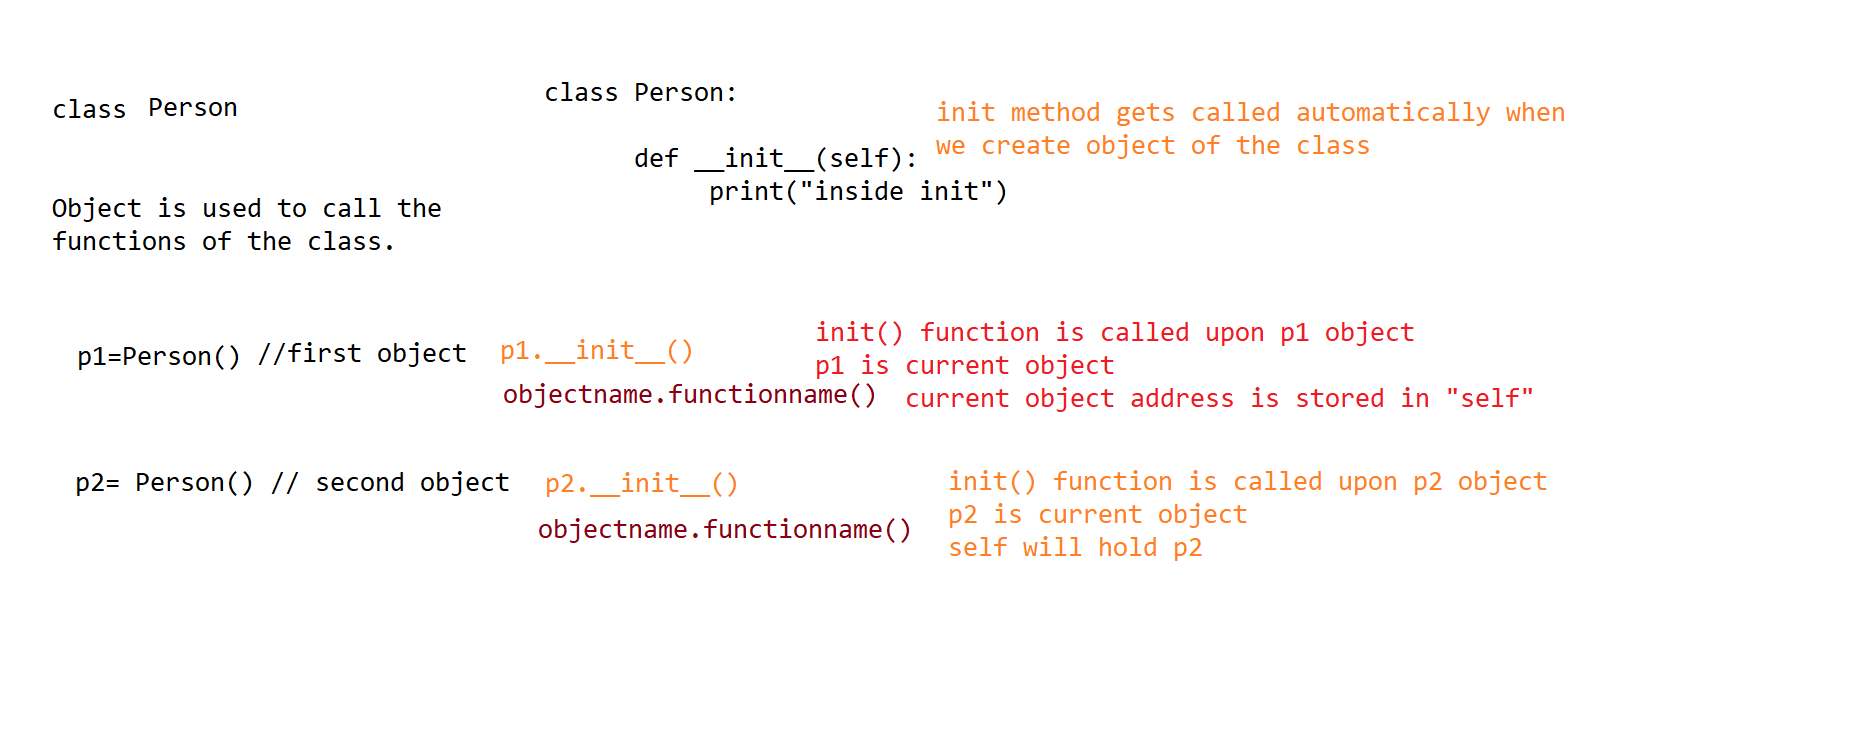 class Person
Object is used to call the
functions of the class.
class Person:
def __init__(self):
print("inside init")
init method gets called automatically when
we create object of the class
p1=Person() //first object
p1.__init__()
objectname.functionname()
init() function is called upon p1 object
p1 is current object
current object address is stored in "self"
p2= Person() // second object
p2.__init__()
objectname.functionname()
init() function is called upon p2 object
p2 is current object
self will hold p2